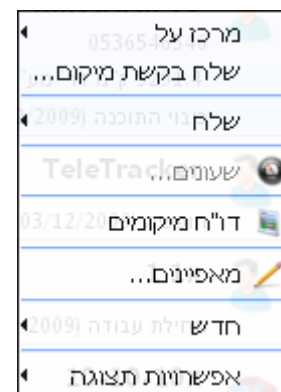 מרכז על
שלח בקשת מיקום...
שלח
שעונים...
דו"ח מיקומים
מאפיינים...
חדש
אפשרויות תצוגה